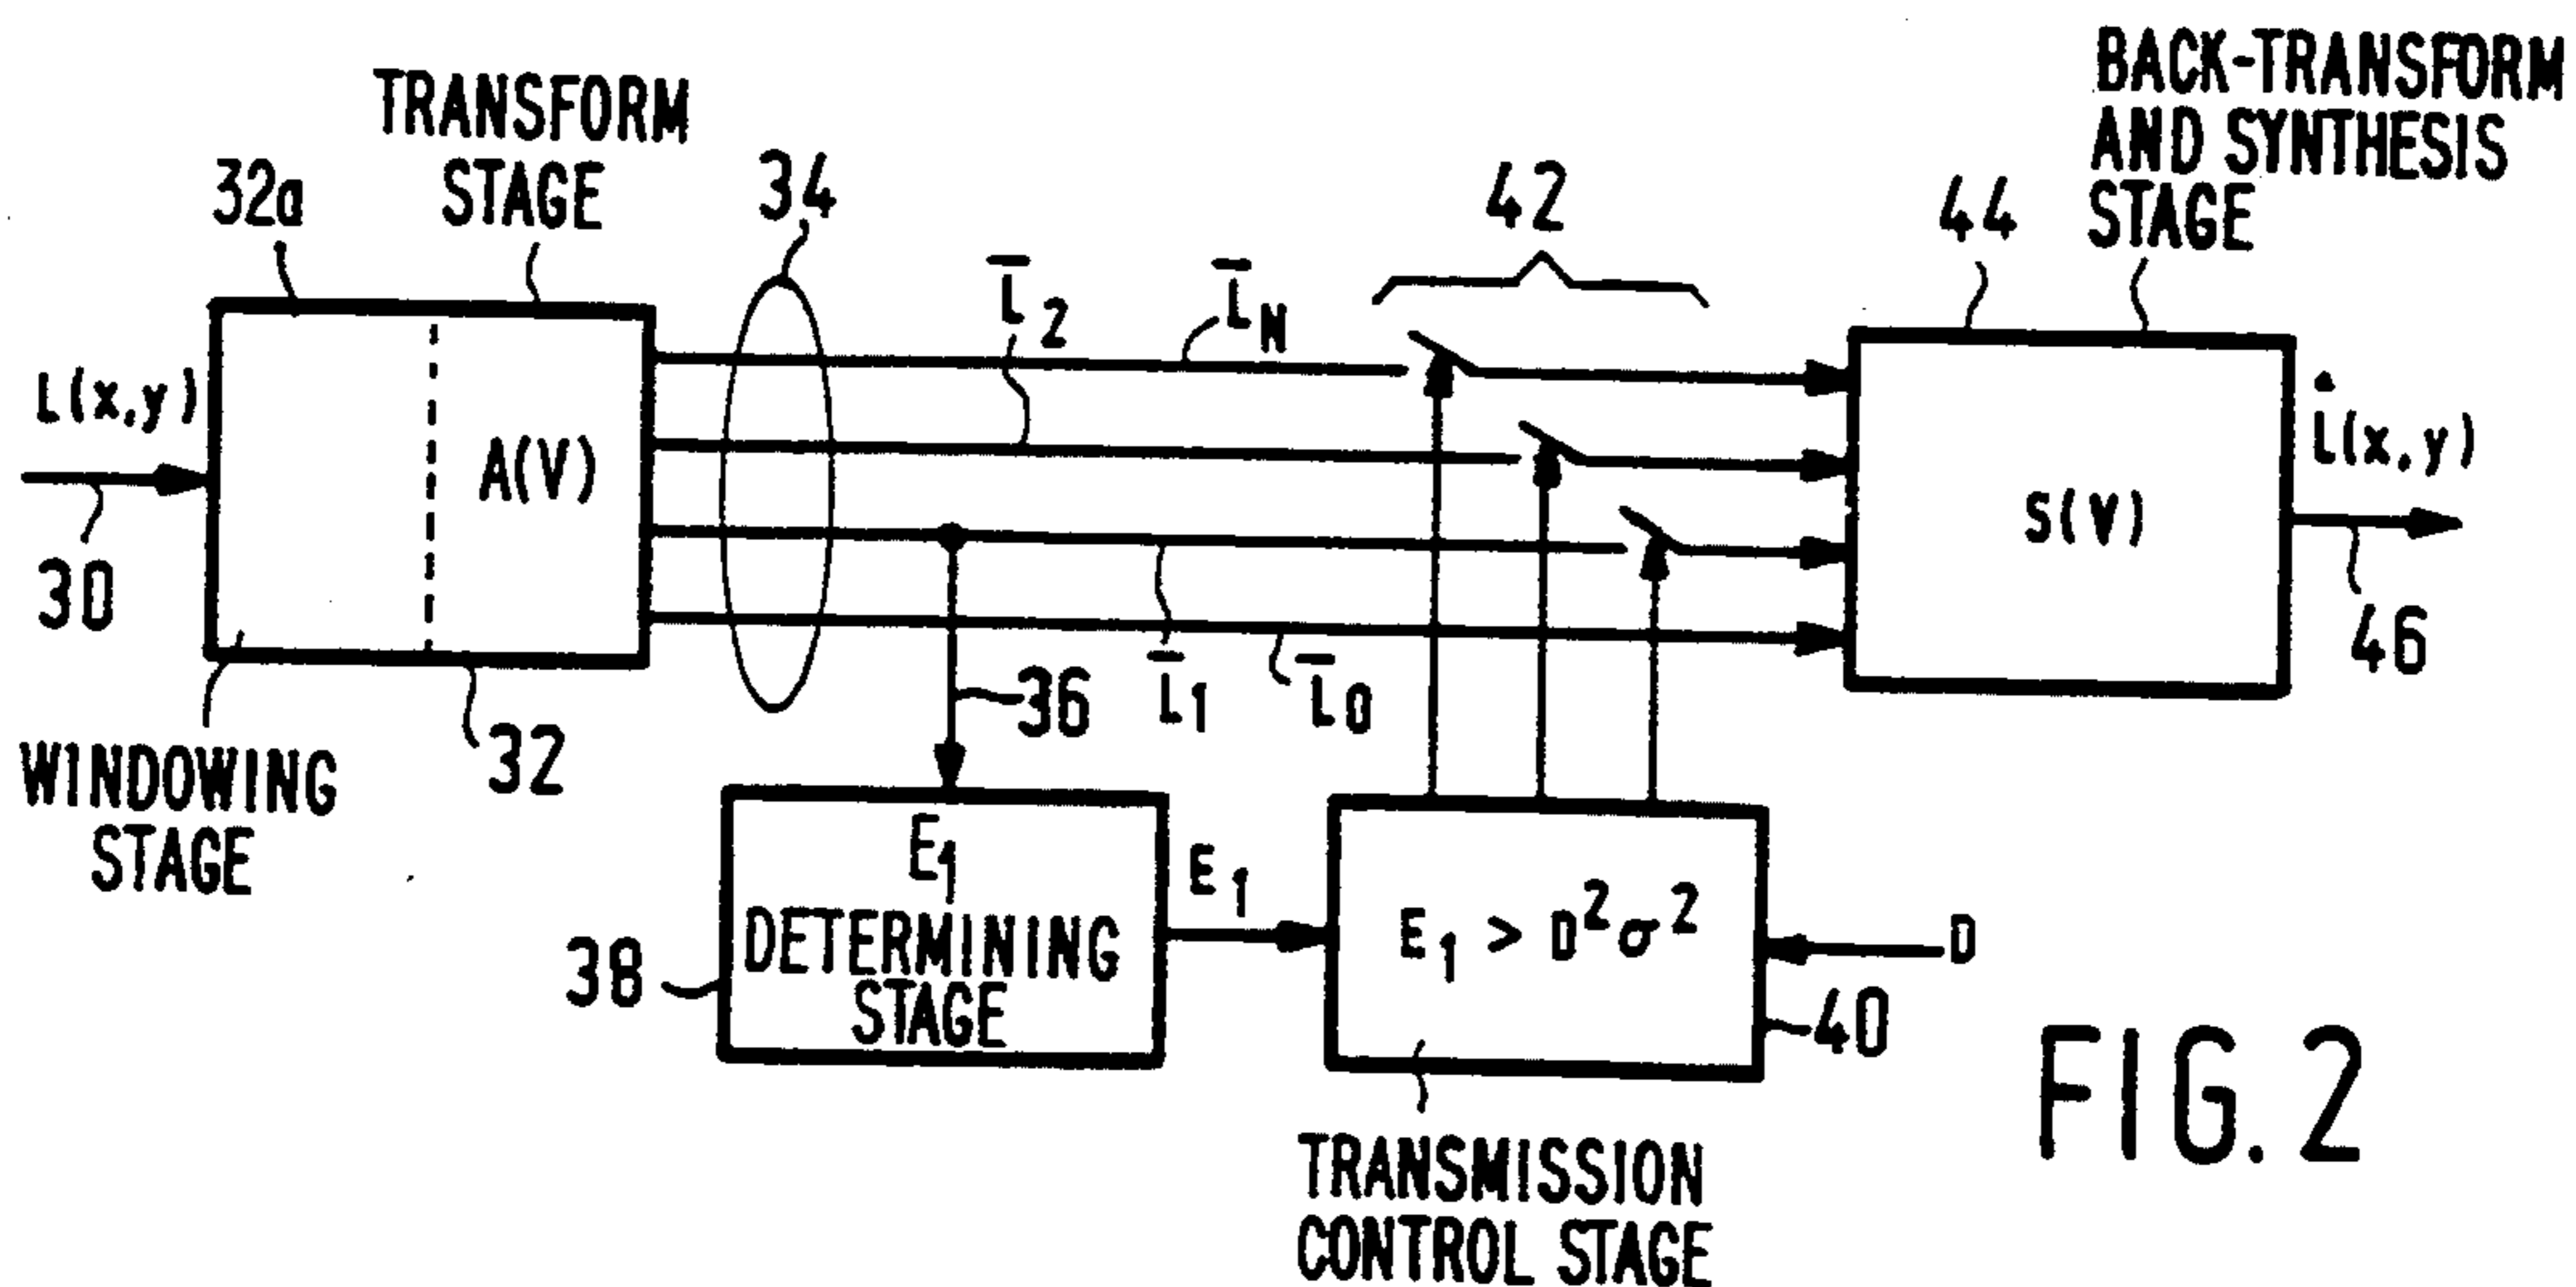 TRANSFORM
STAGE
32a
34
42
44
BACK-TRANSFORM
AND SYNTHESIS
STAGE
L̅2
L̅N
L(x,y)
A(V)
S(V)
L̂(x,y)
30
46
L̅1
L̅0
36
32
WINDOWING
STAGE
E1
DETERMINING
STAGE
38
E1
E1 > D²σ²
D
40
TRANSMISSION
CONTROL STAGE
FIG.2